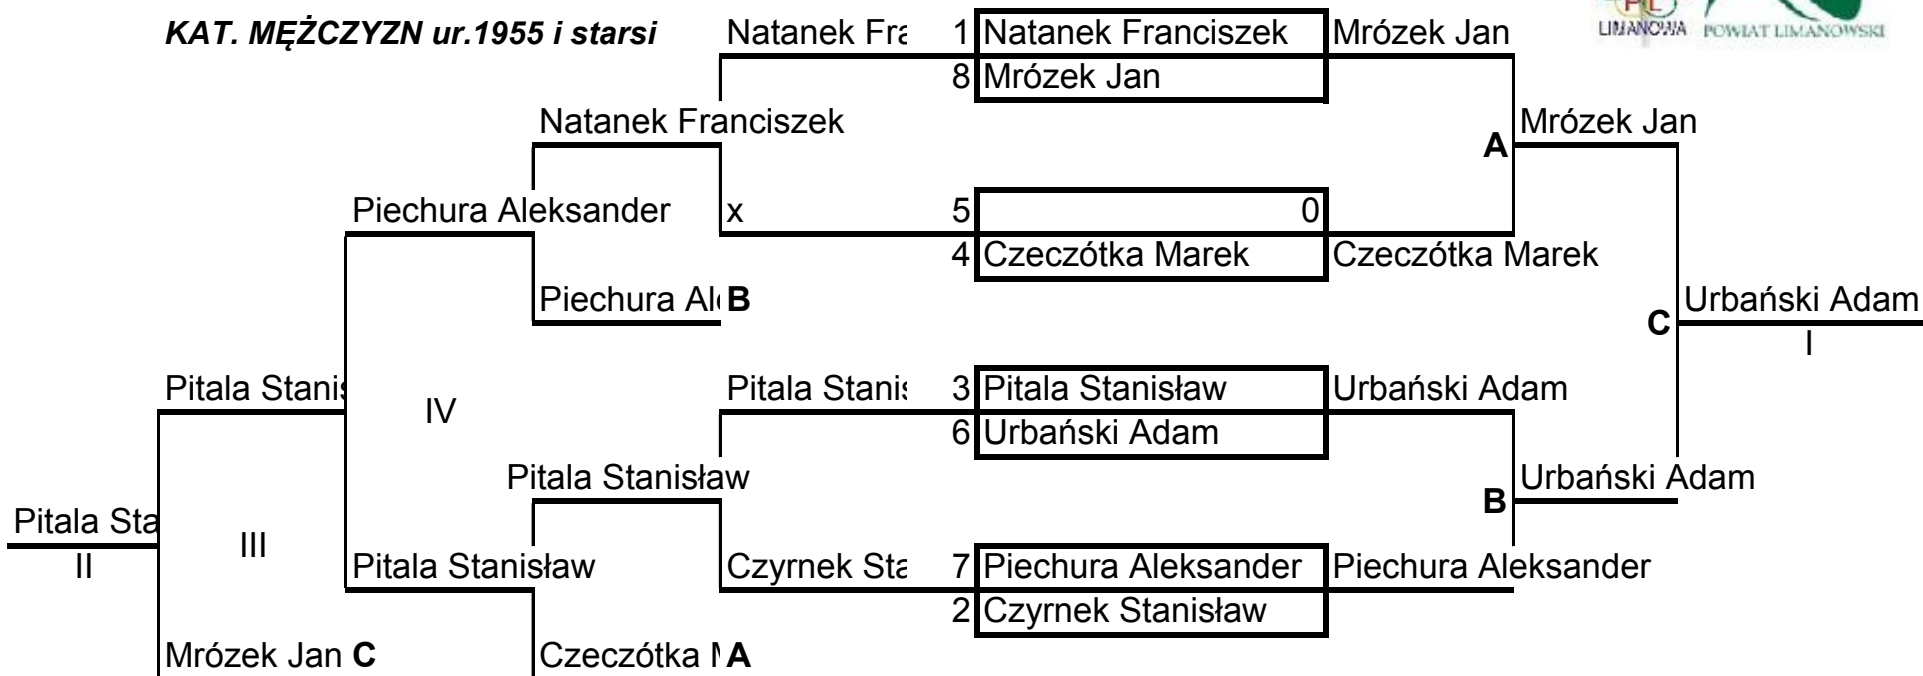 KAT. MĘŻCZYZN ur.1955 i starsi
Natanek Fra 1 Natanek Franciszek Mrózek Jan
LIMANOWA POWIAT LIMANOWSKI
8 Mrózek Jan
Natanek Franciszek A Mrózek Jan
Piechura Aleksander x 5 0
4 Czeczótka Marek Czeczótka Marek
Piechura Al B C Urbański Adam
I
Pitala Stanis IV Pitala Stanis 3 Pitala Stanisław Urbański Adam
6 Urbański Adam
Pitala Stanisław B Urbański Adam
Pitala Sta III
II Pitala Stanisław Czyrnek Sta 7 Piechura Aleksander Piechura Aleksander
2 Czyrnek Stanisław
Mrózek Jan C Czeczótka A